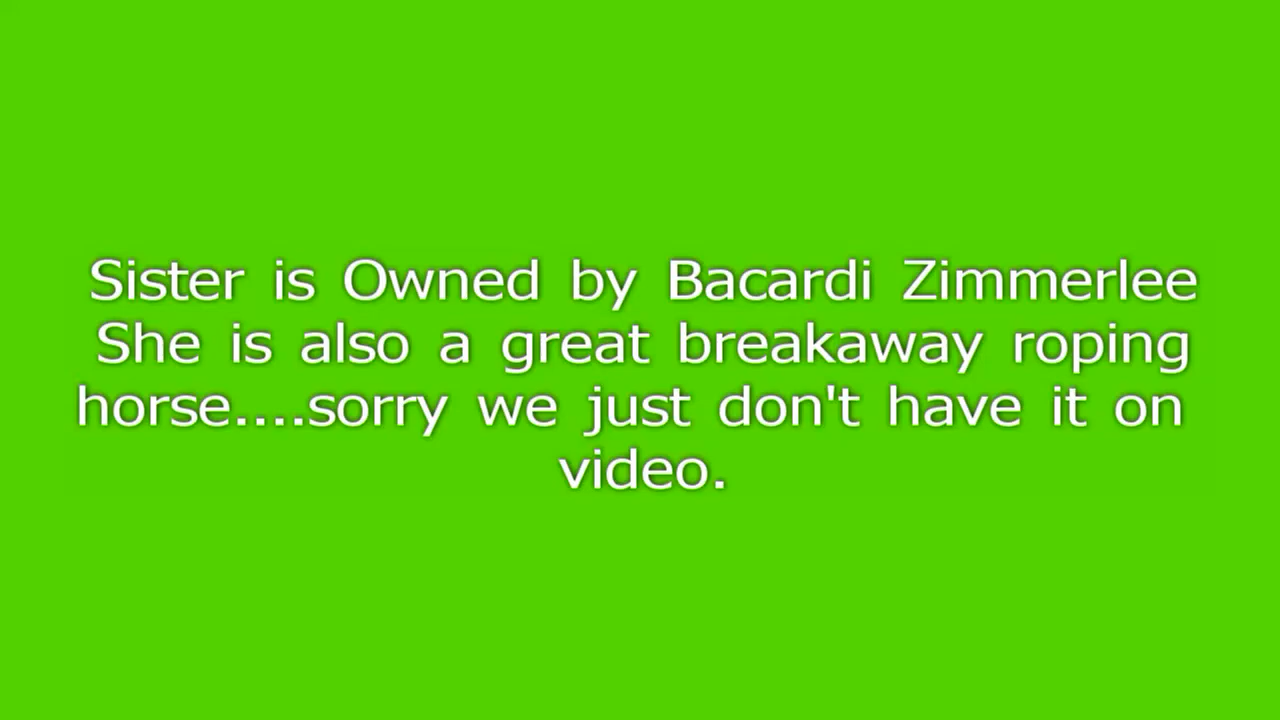 Sister is Owned by Bacardi Zimmerlee
She is also a great breakaway roping
horse....sorry we just don't have it on
video.